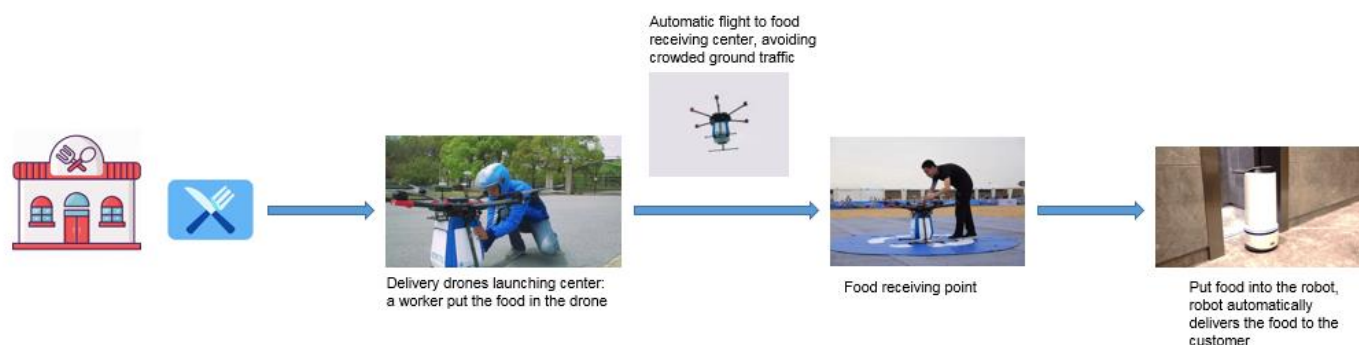 Automatic flight to food
receiving center, avoiding
crowded ground traffic
Delivery drones launching center:
a worker put the food in the drone
Food receiving point
Put food into the robot,
robot automatically
delivers the food to the
customer